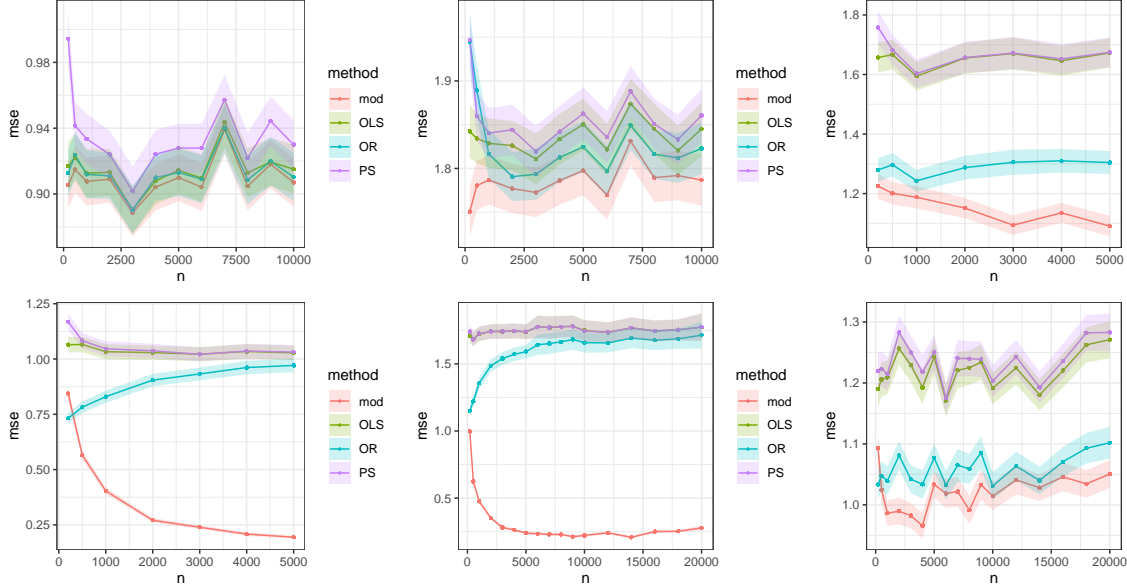 0.98
0.94
0.90
mse
0 2500 5000 7500 10000
n
method
mod
OLS
OR
PS
1.9
1.8
mse
0 2500 5000 7500 10000
n
method
mod
OLS
OR
PS
1.8
1.6
1.4
1.2
mse
0 1000 2000 3000 4000 5000
n
1.25
1.00
0.75
0.50
0.25
mse
0 1000 2000 3000 4000 5000
n
method
mod
OLS
OR
PS
1.5
1.0
0.5
mse
0 5000 10000 15000 20000
n
method
mod
OLS
OR
PS
1.3
1.2
1.1
1.0
mse
0 5000 10000 15000 20000
n